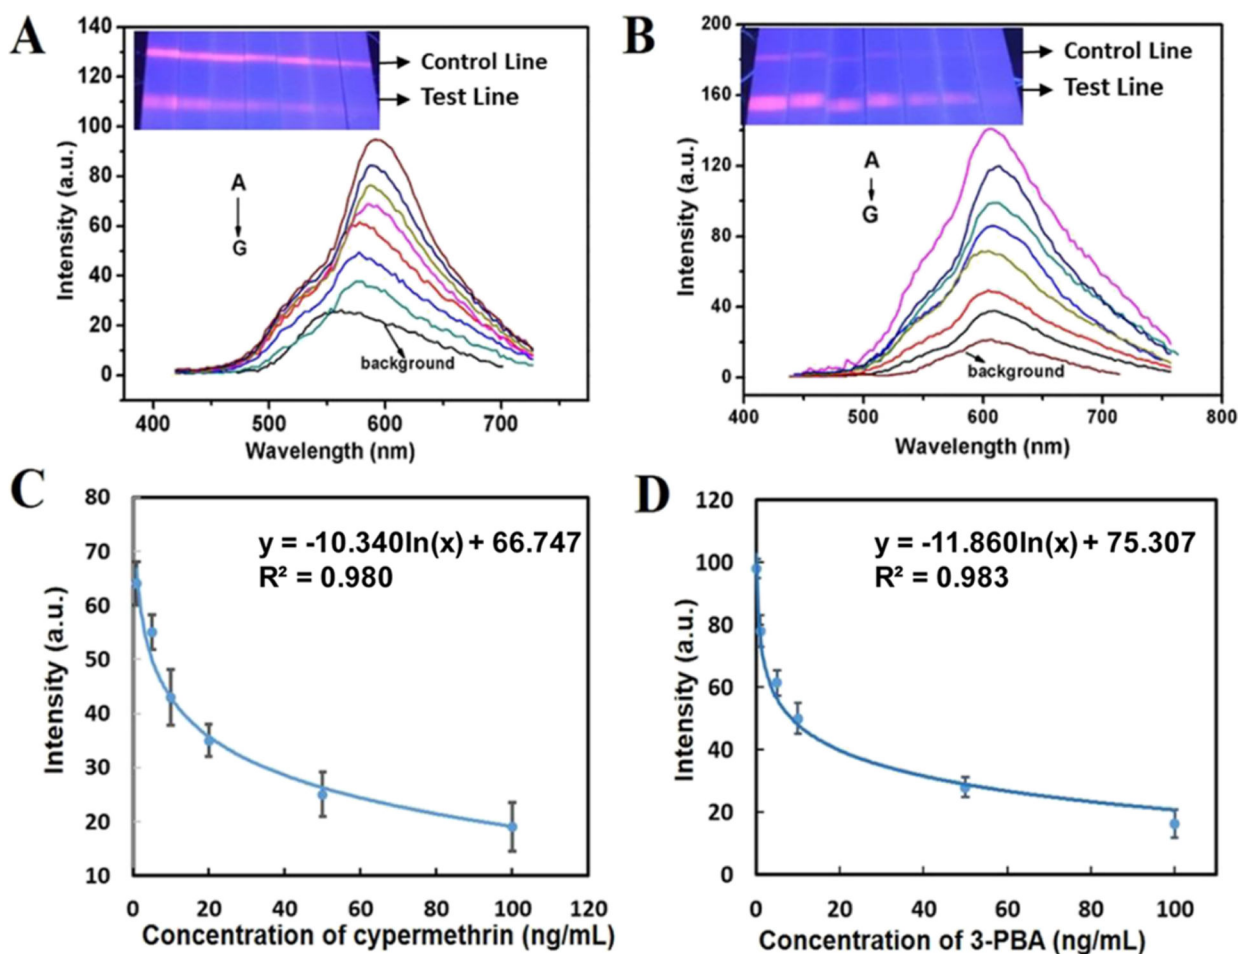 A
140
120
100
80
60
40
20
0
Intensity (a.u.)
Control Line
Test Line
A
G
background
400
500
600
700
Wavelength (nm)
B
200
160
120
80
40
0
Intensity (a.u.)
Control Line
Test Line
A
G
background
400
500
600
700
800
Wavelength (nm)
C
80
70
60
50
40
30
20
10
Intensity (a.u.)
y = -10.340ln(x) + 66.747
R² = 0.980
0
20
40
60
80
100
120
Concentration of cypermethrin (ng/mL)
D
120
100
80
60
40
20
0
Intensity (a.u.)
y = -11.860ln(x) + 75.307
R² = 0.983
0
20
40
60
80
100
Concentration of 3-PBA (ng/mL)